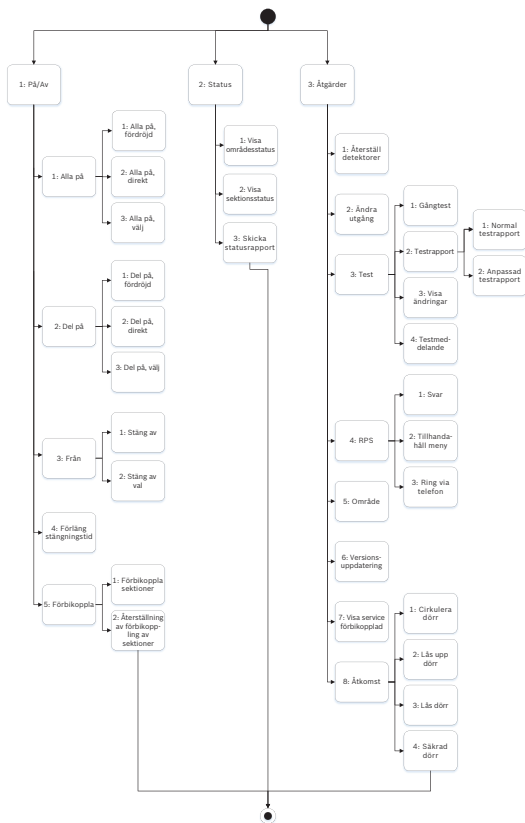 1: På/Av
2: Status
3: Åtgärder
1: Alla på
1: Alla på,
fördröjd
2: Alla på,
direkt
3: Alla på,
välj
2: Del på
1: Del på,
fördröjd
2: Del på,
direkt
3: Del på, välj
3: Från
1: Stäng av
2: Stäng av
val
4: Förläng
stängningstid
5: Förbikoppla
1: Förbikoppla
sektioner
2: Återställning
av förbikopp-
ling av
sektioner
1: Visa
områdesstatus
2: Visa
sektionsstatus
3: Skicka
statusrapport
1: Återställ
detektorer
2: Ändra
utgång
3: Test
1: Gångtest
2: Testrapport
1: Normal
testrapport
2: Anpassad
testrapport
3: Visa
ändringar
4: Testmed-
delande
4: RPS
1: Svar
2: Tillhanda-
håll meny
3: Ring via
telefon
5: Område
6: Versions-
uppdatering
7: Visa service
förbikopplad
8: Åtkomst
1: Cirkulera
dörr
2: Lås upp
dörr
3: Lås dörr
4: Säkrad
dörr